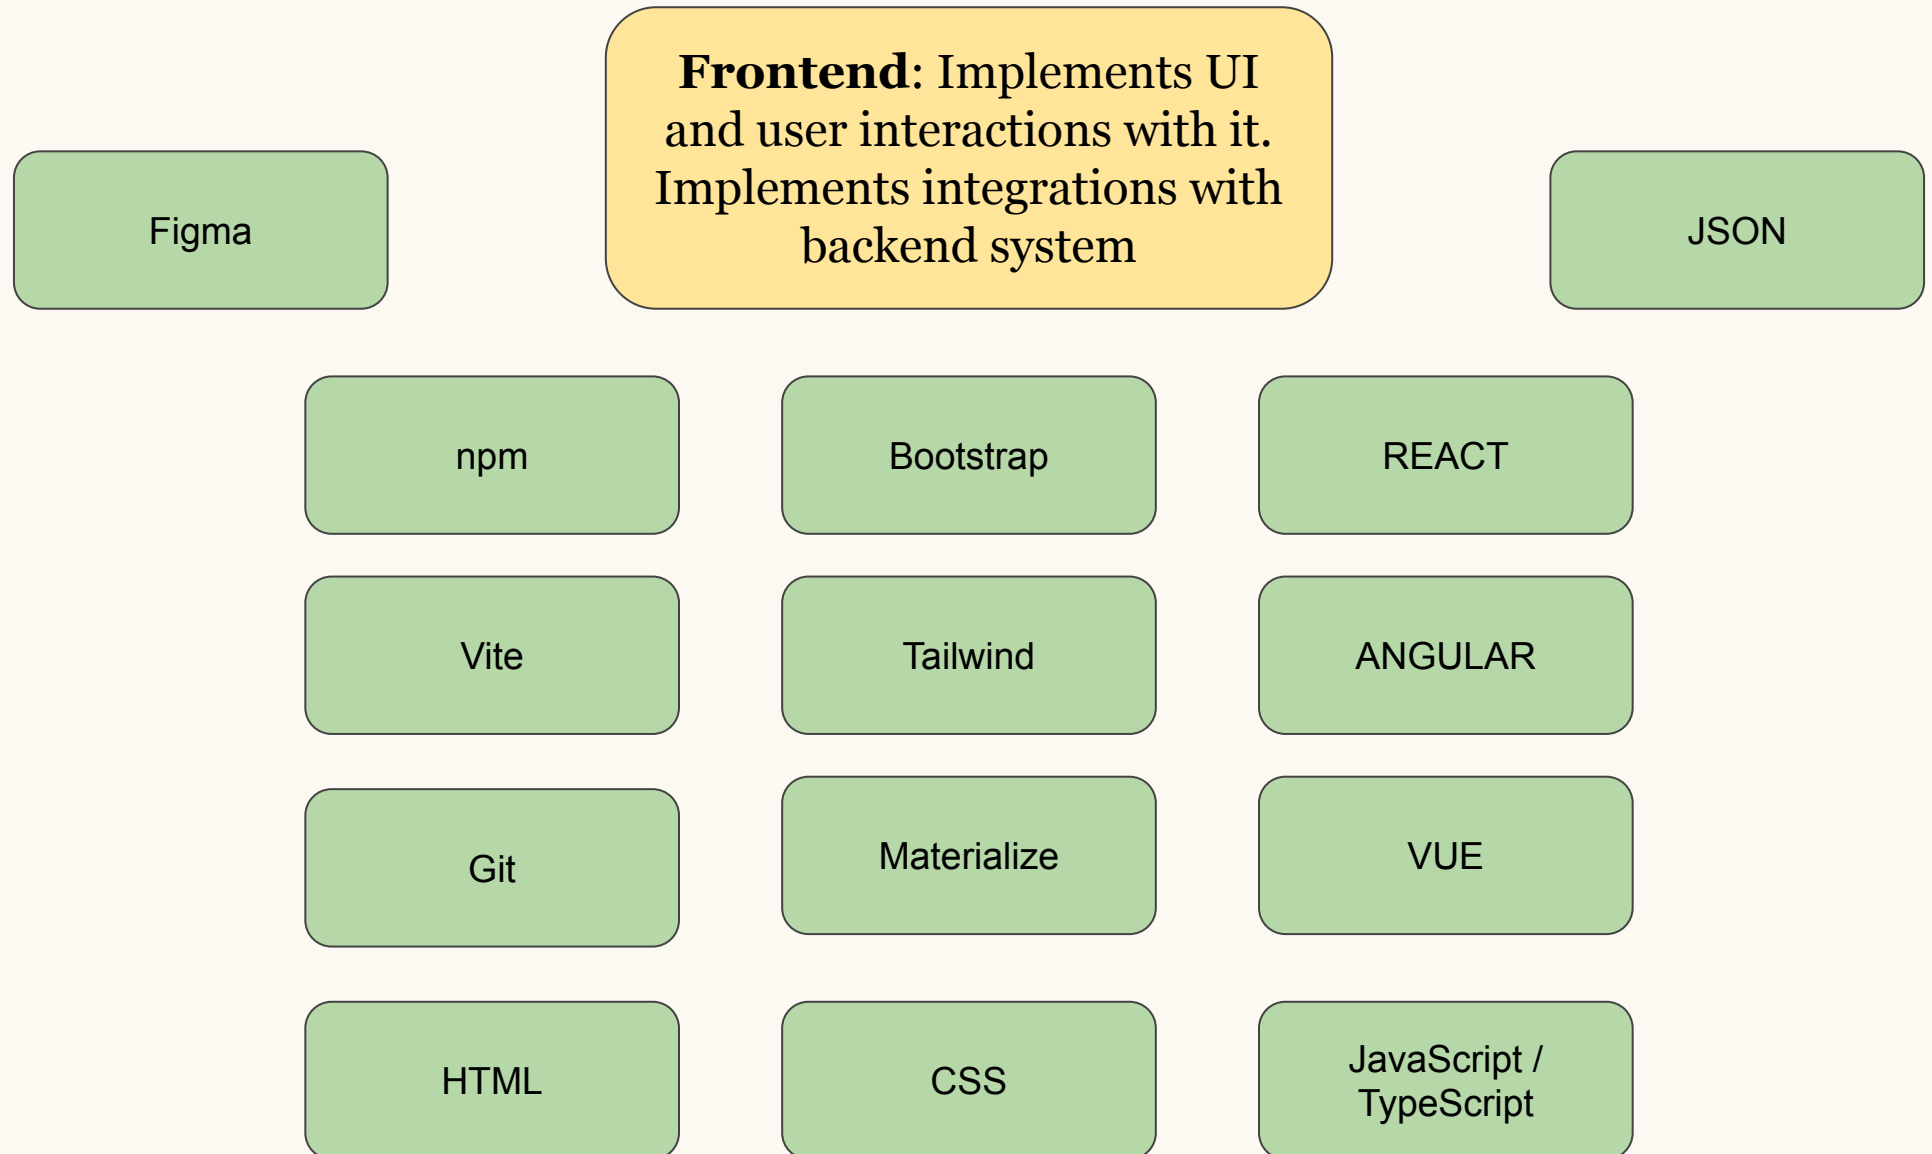 Frontend: Implements UI
and user interactions with it.
Implements integrations with
backend system
Figma
JSON
npm
Bootstrap
REACT
Vite
Tailwind
ANGULAR
Git
Materialize
VUE
HTML
CSS
JavaScript /
TypeScript